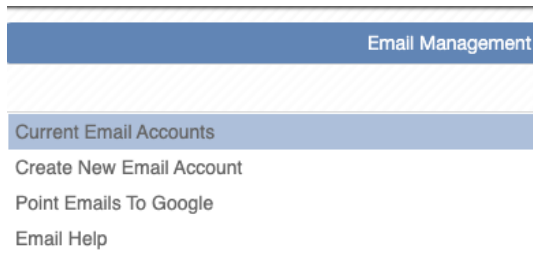 Email Management
Current Email Accounts
Create New Email Account
Point Emails To Google
Email Help